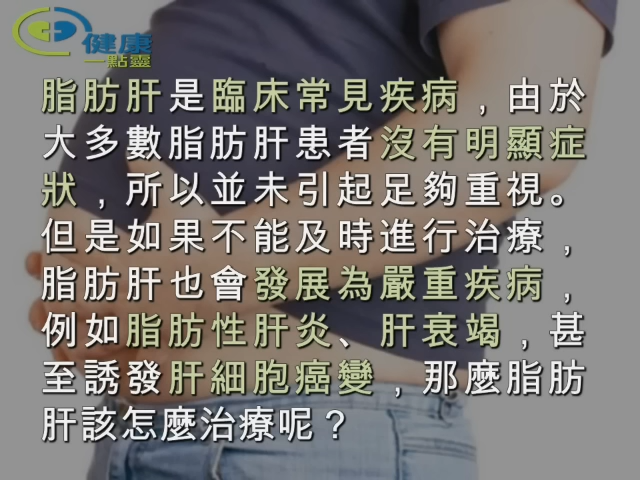 健康
一點靈
脂肪肝是臨床常見疾病，由於
大多數脂肪肝患者沒有明顯症
狀，所以並未引起足夠重視。
但是如果不能及時進行治療，
脂肪肝也會發展為嚴重疾病，
例如脂肪性肝炎、肝衰竭，甚
至誘發肝細胞癌變，那麼脂肪
肝該怎麼治療呢？